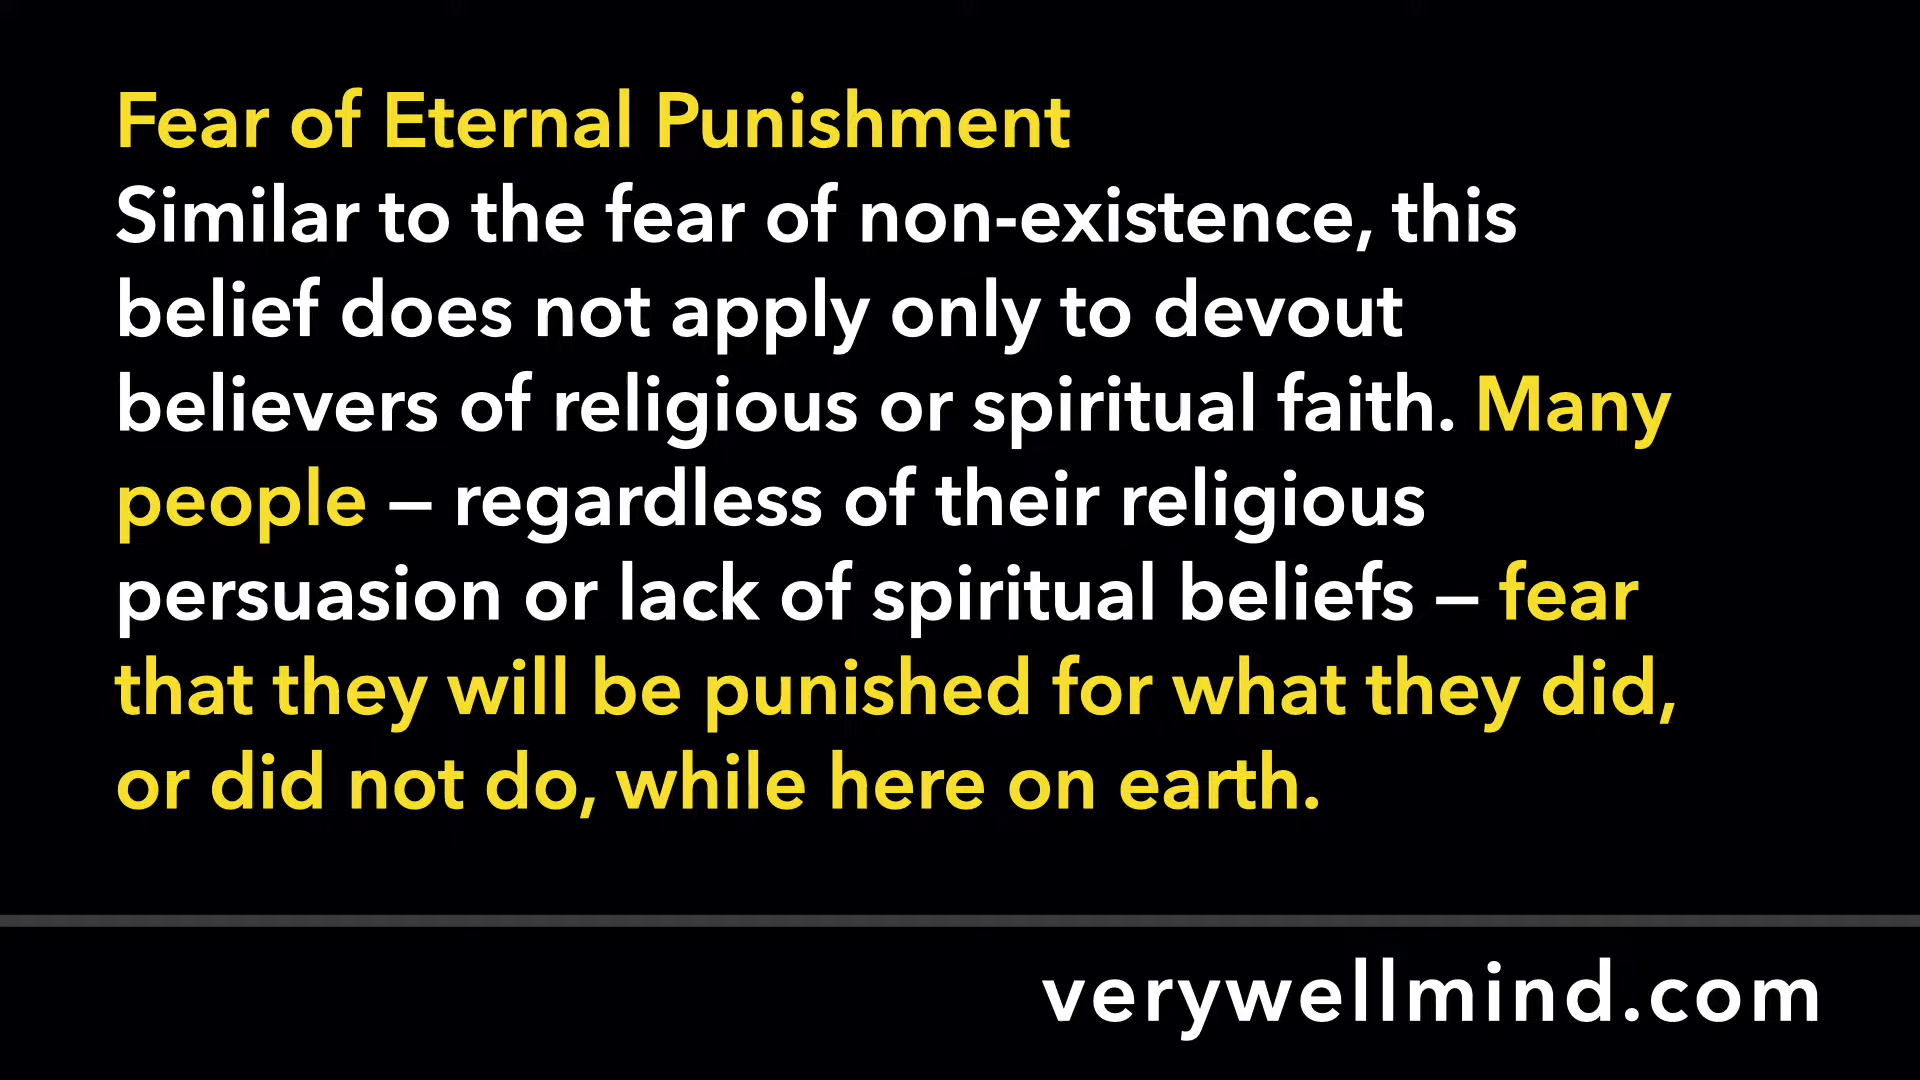 Fear of Eternal Punishment
Similar to the fear of non-existence, this
belief does not apply only to devout
believers of religious or spiritual faith. Many
people – regardless of their religious
persuasion or lack of spiritual beliefs – fear
that they will be punished for what they did,
or did not do, while here on earth.
verywellmind.com